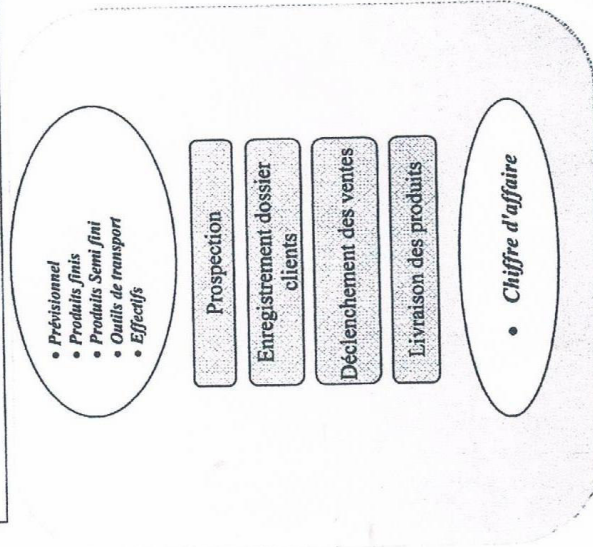 • Prévisionnel
• Produits finis
• Produits Semi fini
• Outils de transport
• Effectifs
Prospection
Enregistrement dossier
clients
Déclenchement des ventes
Livraison des produits
• Chiffre d'affaire